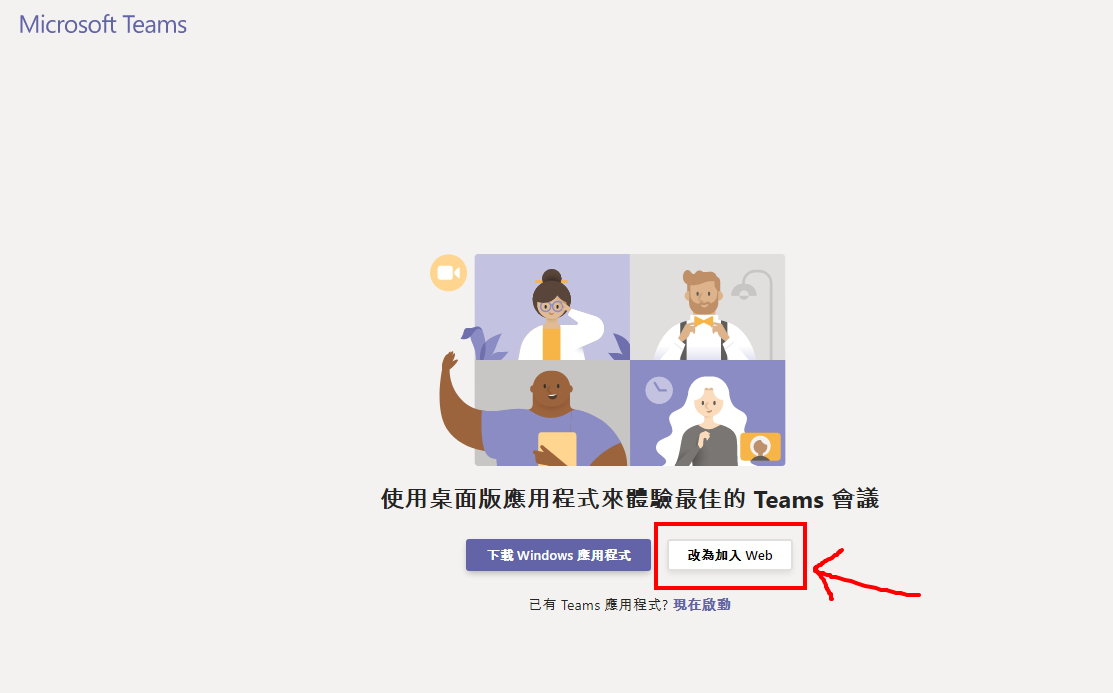 Microsoft Teams
使用桌面版應用程式來體驗最佳的 Teams 會議
下載 Windows 應用程式
改為加入 Web
已有 Teams 應用程式? 現在啟動